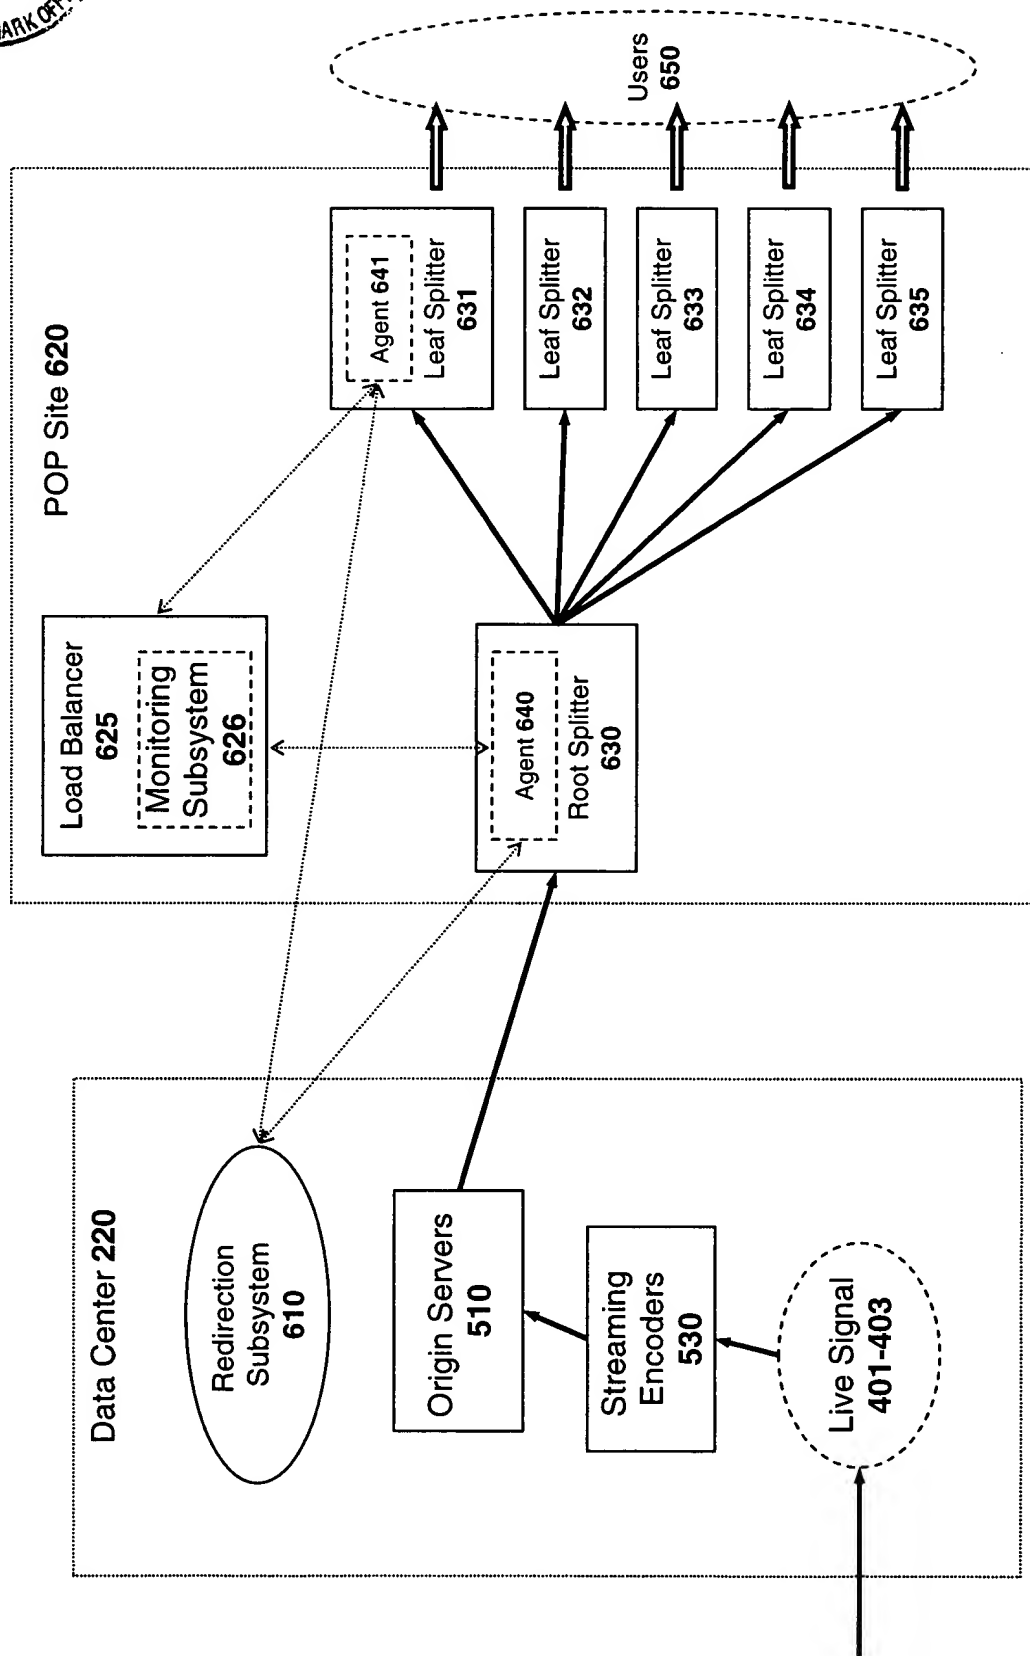 ARK OFF
Data Center 220
Redirection
Subsystem
610
Origin Servers
510
Streaming
Encoders
530
Live Signal
401-403
POP Site 620
Load Balancer
625
Monitoring
Subsystem
626
Agent 640
Root Splitter
630
Agent 641
Leaf Splitter
631
Leaf Splitter
632
Leaf Splitter
633
Leaf Splitter
634
Leaf Splitter
635
Users
650